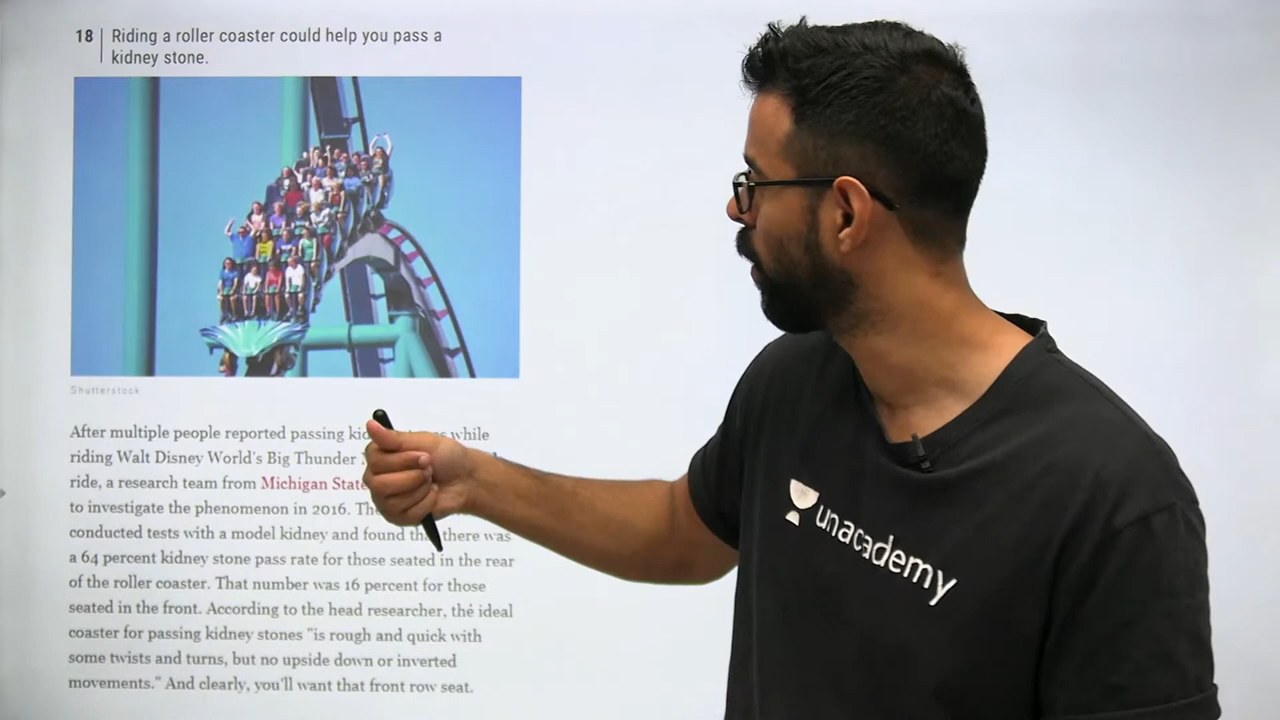 18 Riding a roller coaster could help you pass a
kidney stone.
Shutterstock
After multiple people reported passing while
riding Walt Disney World's Big Thunder
ride, a research team from Michigan State
to investigate the phenomenon in 2016.
conducted tests with a model kidney and found there was
a 64 percent kidney stone pass rate for those seated in the rear
of the roller coaster. That number was 16 percent for those
seated in the front. According to the head researcher, the ideal
coaster for passing kidney stones "is rough and quick with
some twists and turns, but no upside down or inverted
movements." And clearly, you'll want that front row seat.
unacademy